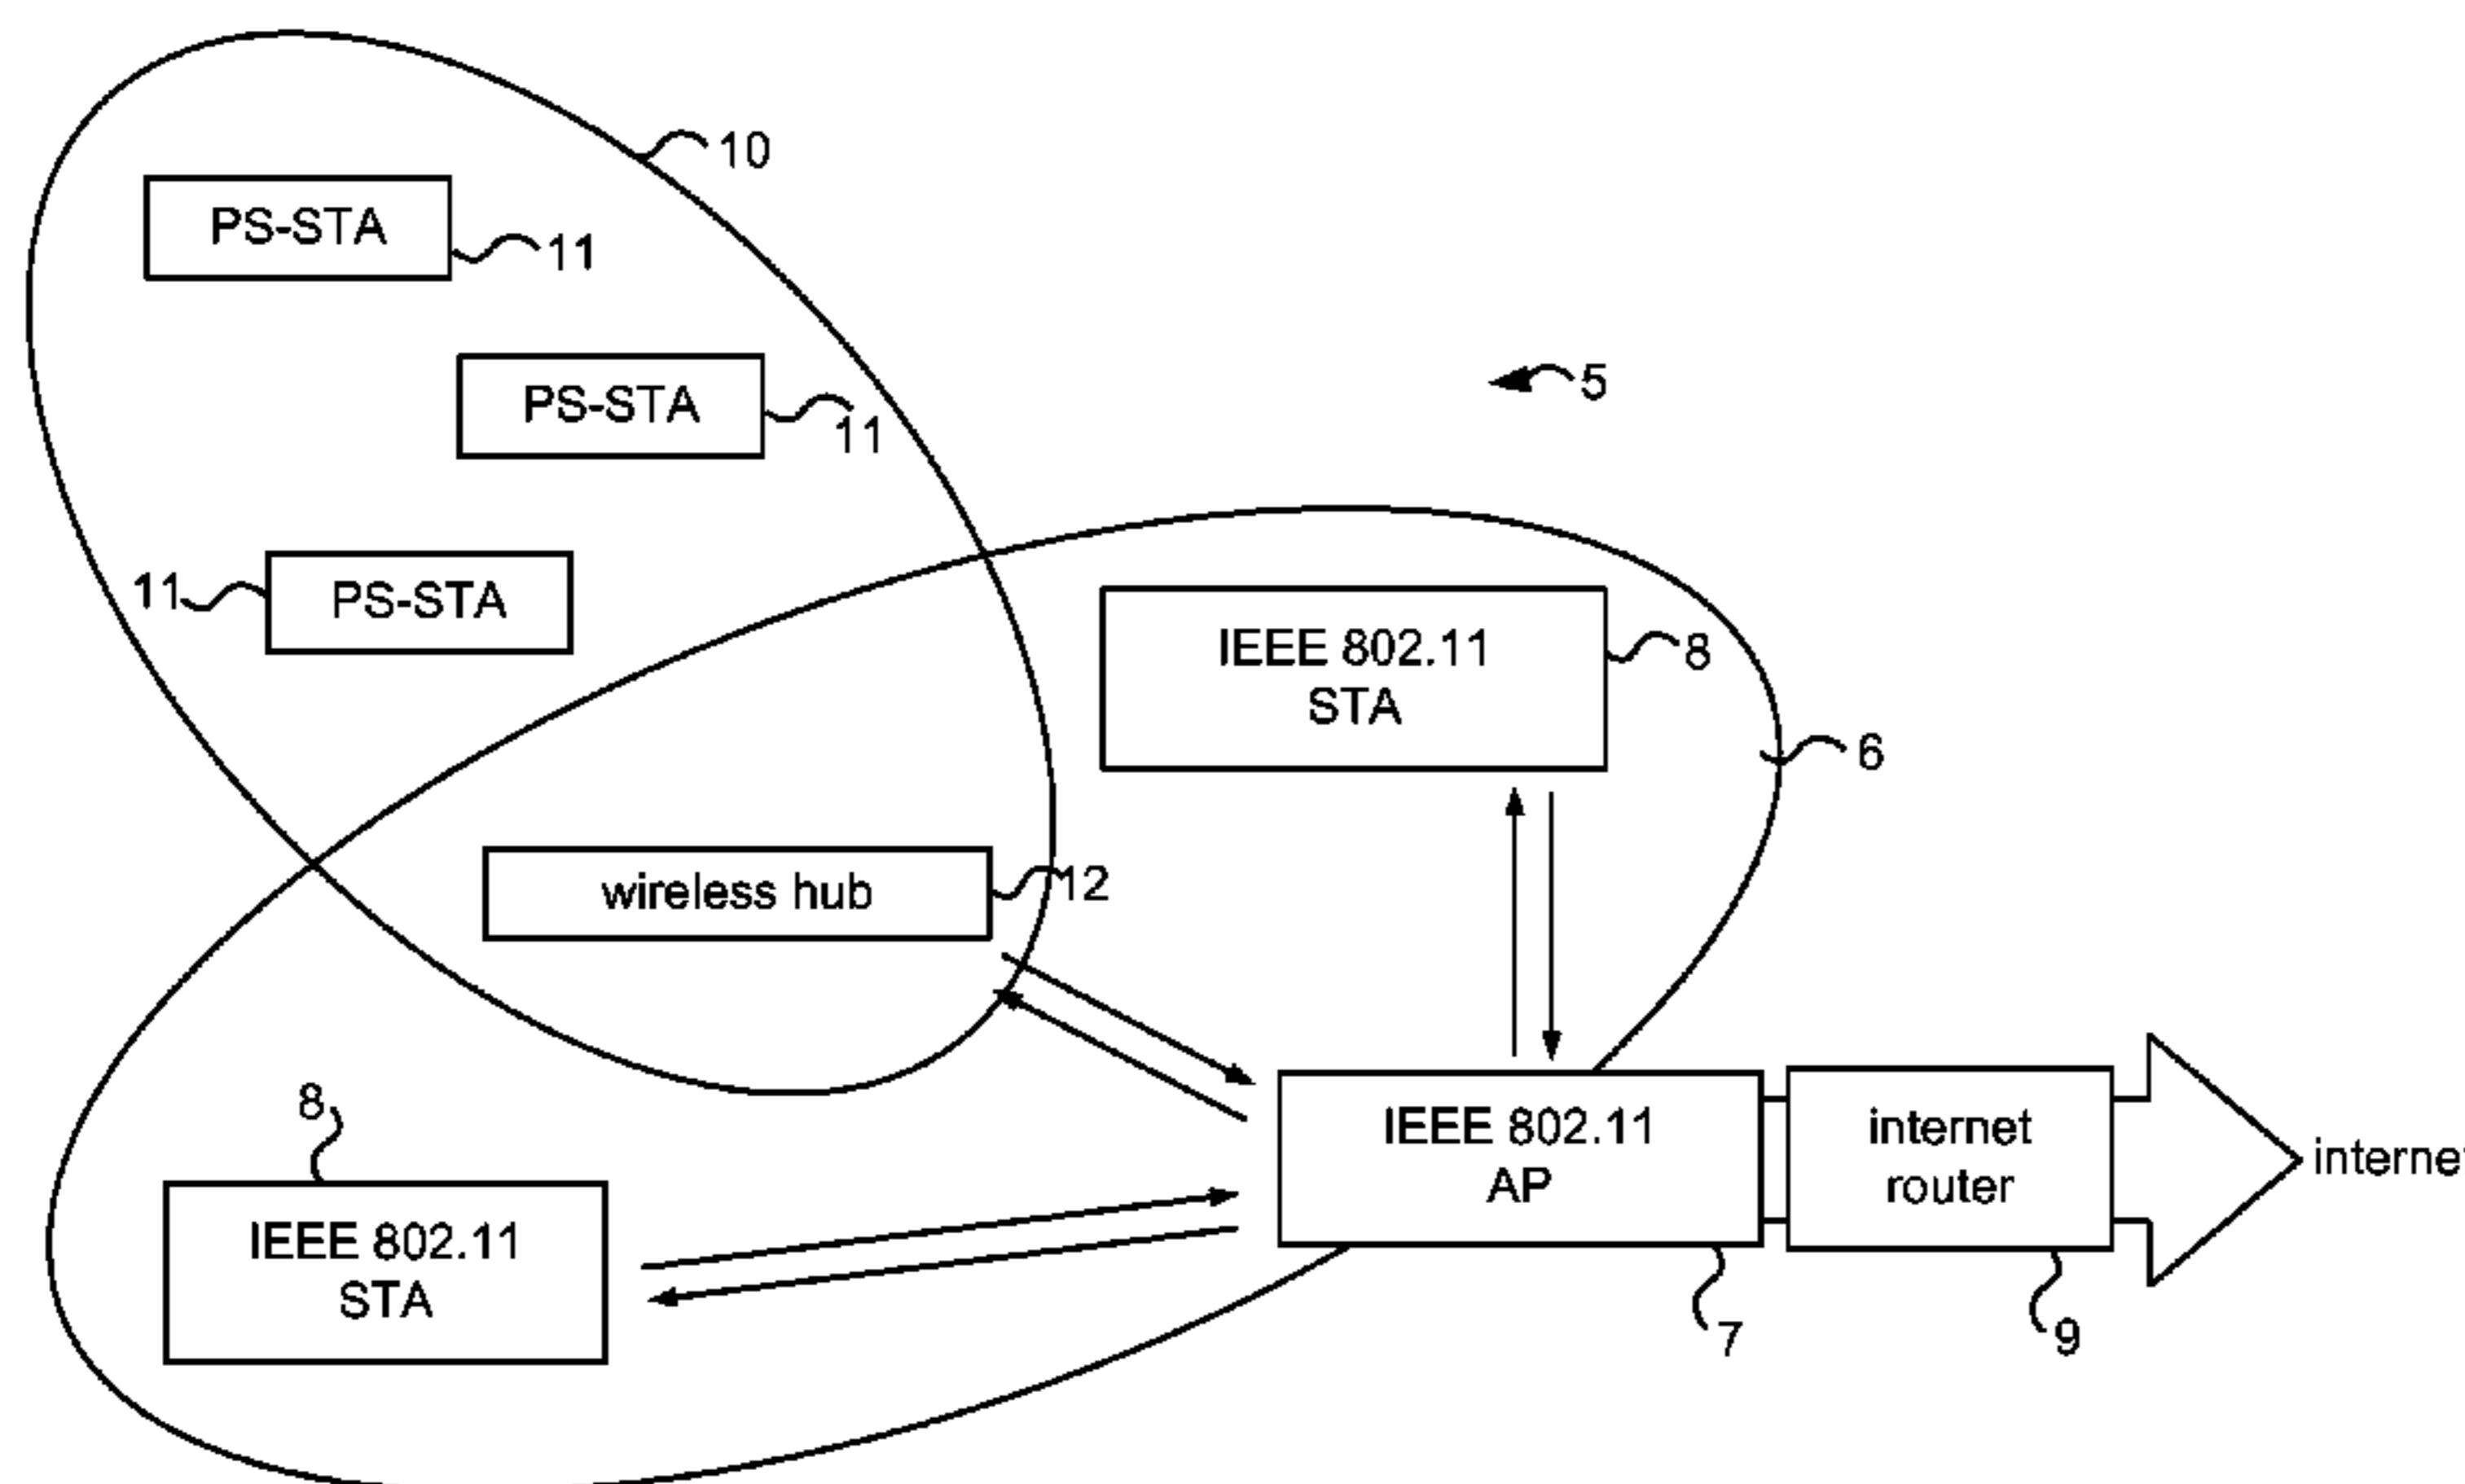 10
PS-STA
11
PS-STA
11
5
11
PS-STA
IEEE 802.11
STA
8
6
wireless hub
12
8
IEEE 802.11
AP
internet
router
internet
IEEE 802.11
STA
7
9